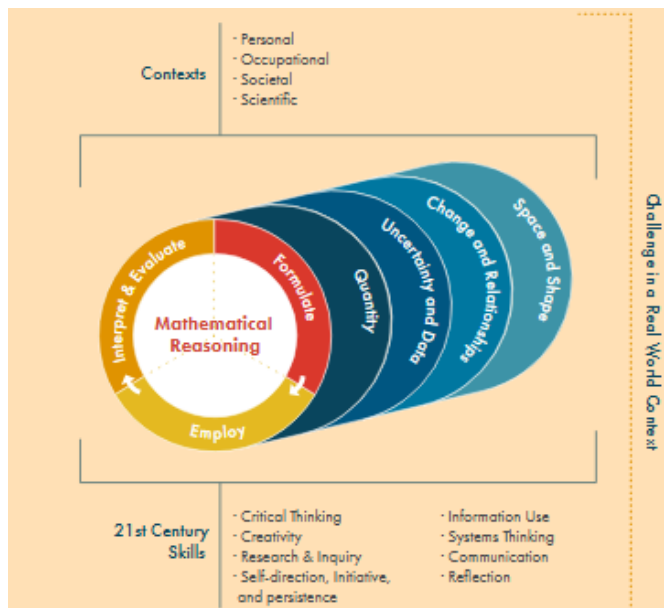 Contexts
· Personal
· Occupational
· Societal
· Scientific
Interpret & Evaluate
Formulate
Employ
Mathematical
Reasoning
Quantity
Uncertainty and Data
Change and Relationships
Space and Shape
Challenge in a Real World Context
21st Century
Skills
· Critical Thinking
· Creativity
· Research & Inquiry
· Self-direction, Initiative,
and persistence
· Information Use
· Systems Thinking
· Communication
· Reflection